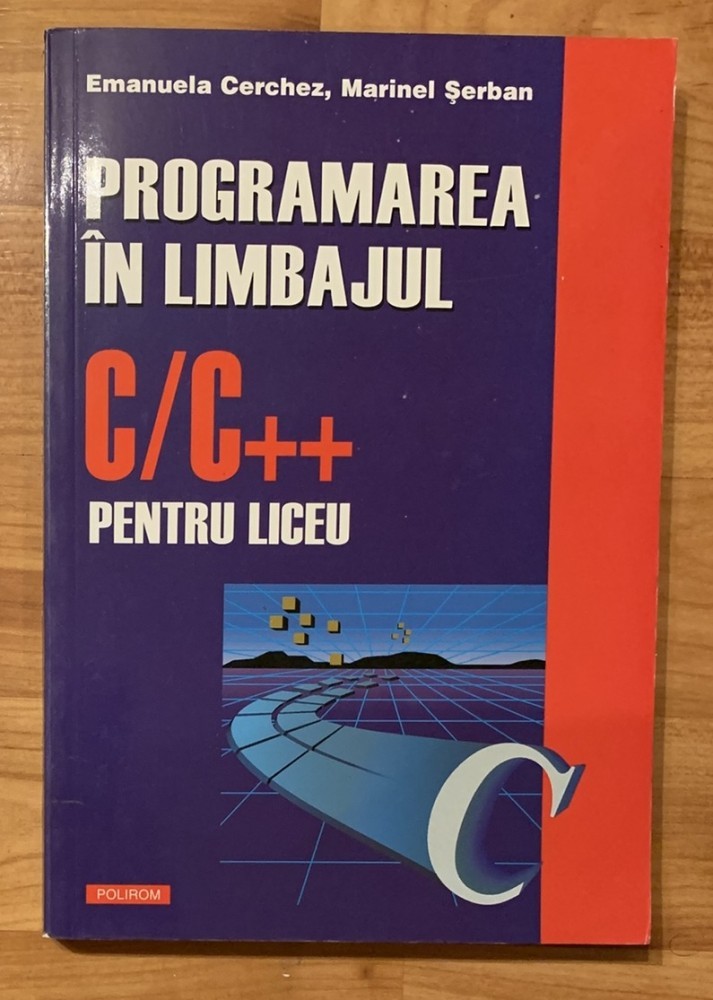 Emanuela Cerchez, Marinel Şerban
PROGRAMAREA
ÎN LIMBAJUL
C/C++
PENTRU LICEU
C
POLIROM